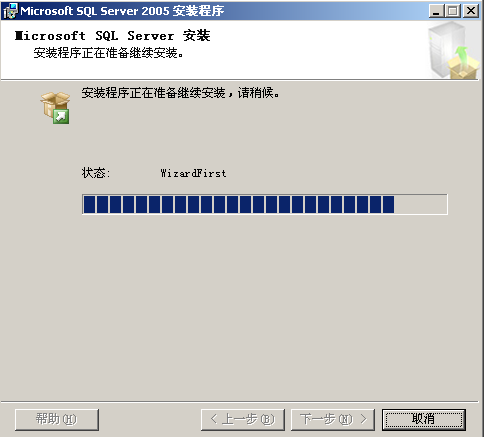 Microsoft SQL Server 2005 安装程序
Microsoft SQL Server 安装
安装程序正在准备继续安装。
安装程序正在准备继续安装，请稍候。
状态: WizardFirst
帮助(H) < 上一步(B) 下一步(N) > 取消